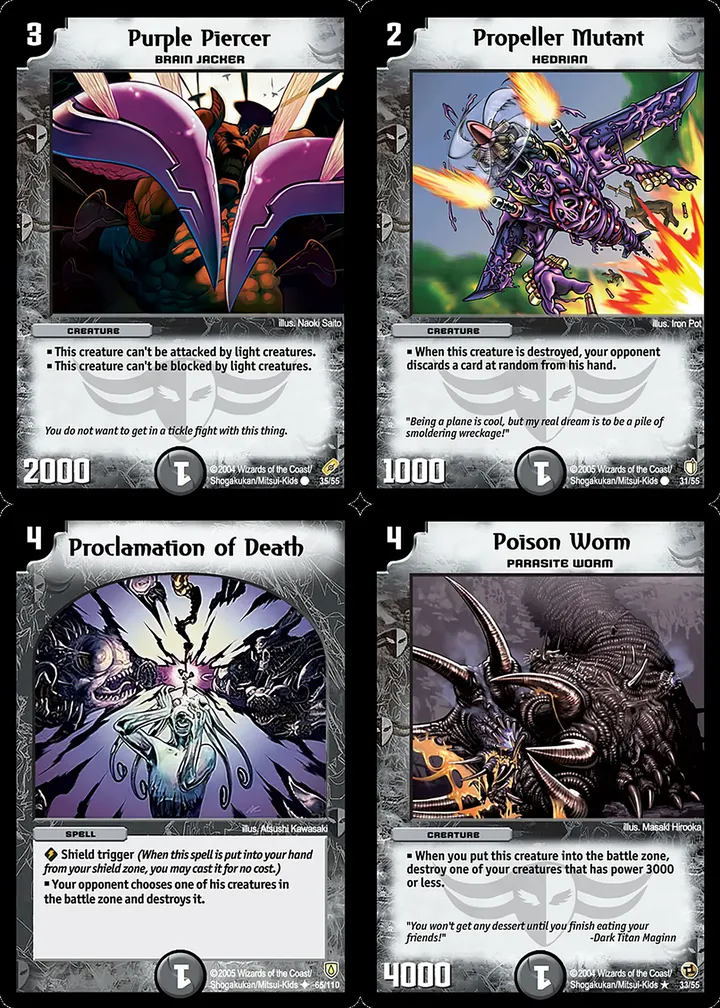 3
Purple Piercer
BRAIN JACKER
illus. Naoki Saito
CREATURE
▪ This creature can't be attacked by light creatures.
▪ This creature can't be blocked by light creatures.
You do not want to get in a tickle fight with this thing.
2000
1
©2004 Wizards of the Coast/
Shogakukan/Mitsui-Kids ● 35/55
2
Propeller Mutant
HEDRIAN
illus. Iron Pot
CREATURE
▪ When this creature is destroyed, your opponent
discards a card at random from his hand.
"Being a plane is cool, but my real dream is to be a pile of
smoldering wreckage!"
1000
1
©2005 Wizards of the Coast/
Shogakukan/Mitsui-Kids ● 31/55
4
Proclamation of Death
illus. Atsushi Kawasaki
SPELL
Shield trigger (When this spell is put into your hand
from your shield zone, you may cast it for no cost.)
▪ Your opponent chooses one of his creatures in
the battle zone and destroys it.
1
©2005 Wizards of the Coast/
Shogakukan/Mitsui-Kids ✦ 65/110
4
Poison Worm
PARASITE WORM
illus. Masaki Hirooka
CREATURE
▪ When you put this creature into the battle zone,
destroy one of your creatures that has power 3000
or less.
"You won't get any dessert until you finish eating your
friends!" -Dark Titan Maginn
4000
1
©2004 Wizards of the Coast/
Shogakukan/Mitsui-Kids ★ 33/55